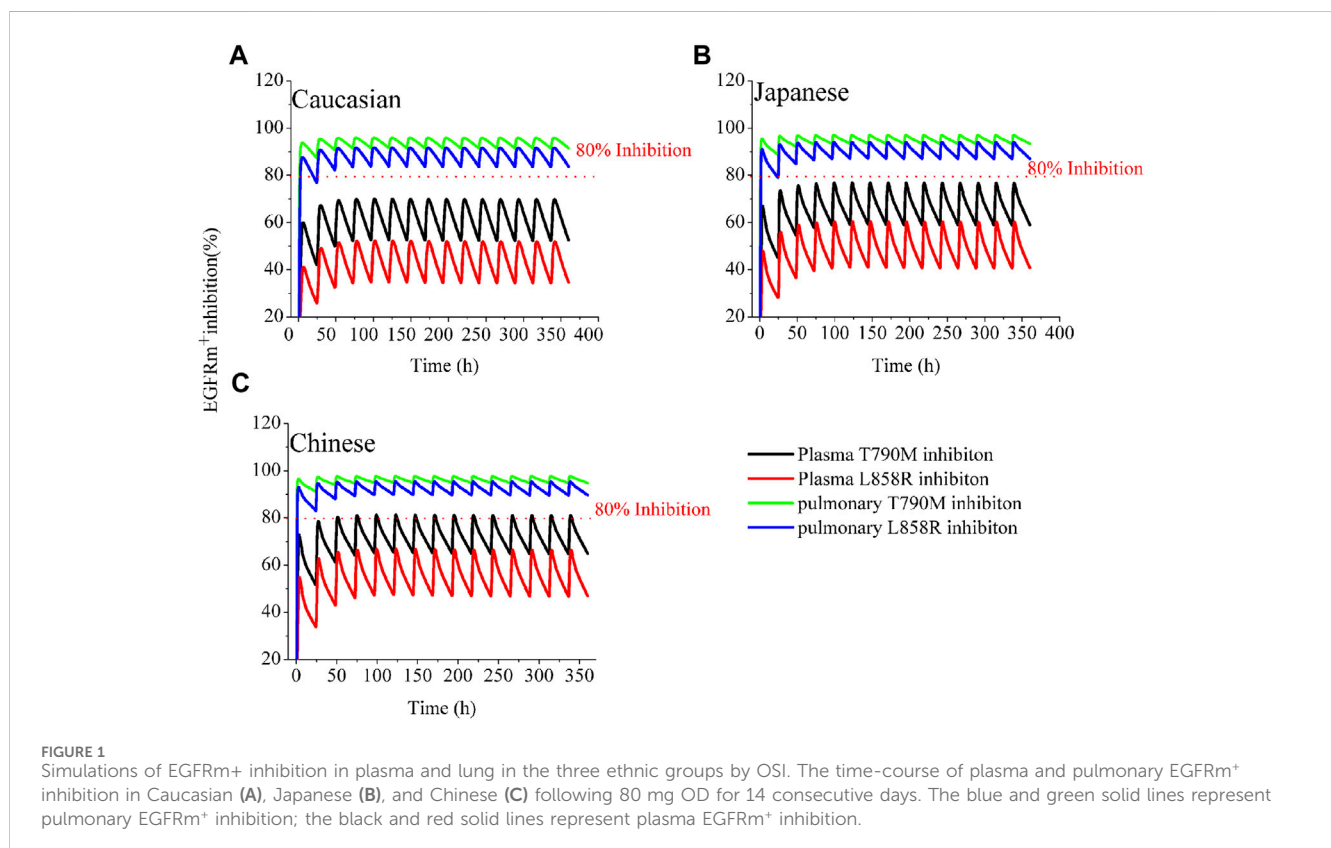 A
120
Caucasian
100
80% Inhibition
80
60
40
20
0 50 100 150 200 250 300 350 400
Time (h)
EGFRm⁺inhibition(%)
B
120
Japanese
100
80% Inhibition
80
60
40
20
0 50 100 150 200 250 300 350 400
Time (h)
C
120
Chinese
100
80% Inhibition
80
60
40
20
0 50 100 150 200 250 300 350
Time (h)
Plasma T790M inhibiton
Plasma L858R inhibiton
pulmonary T790M inhibiton
pulmonary L858R inhibiton
FIGURE 1
Simulations of EGFRm+ inhibition in plasma and lung in the three ethnic groups by OSI. The time-course of plasma and pulmonary EGFRm⁺
inhibition in Caucasian (A), Japanese (B), and Chinese (C) following 80 mg OD for 14 consecutive days. The blue and green solid lines represent
pulmonary EGFRm⁺ inhibition; the black and red solid lines represent plasma EGFRm⁺ inhibition.